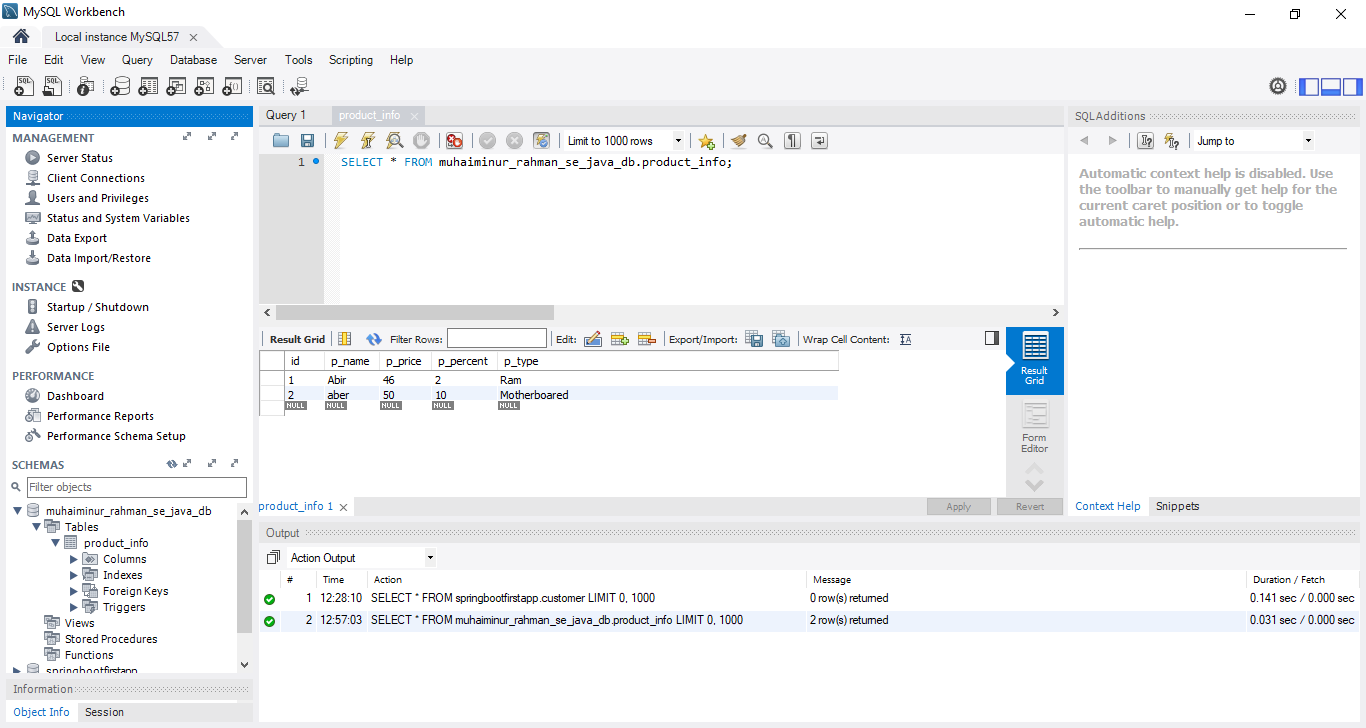 MySQL Workbench
Local instance MySQL57
File Edit View Query Database Server Tools Scripting Help
Navigator
MANAGEMENT
Server Status
Client Connections
Users and Privileges
Status and System Variables
Data Export
Data Import/Restore
INSTANCE
Startup / Shutdown
Server Logs
Options File
PERFORMANCE
Dashboard
Performance Reports
Performance Schema Setup
SCHEMAS
Filter objects
muhaiminur_rahman_se_java_db
Tables
product_info
Columns
Indexes
Foreign Keys
Triggers
Views
Stored Procedures
Functions
springbootfirstapp
Information
Object Info Session
Query 1 product_info
Limit to 1000 rows
1 SELECT * FROM muhaiminur_rahman_se_java_db.product_info;
Result Grid Filter Rows: Edit: Export/Import: Wrap Cell Content:
id p_name p_price p_percent p_type
1 Abir 46 2 Ram
2 aber 50 10 Motherboared
NULL NULL NULL NULL NULL
Result
Grid
Form
Editor
product_info 1 Apply Revert
SQLAdditions
Jump to
Automatic context help is disabled. Use
the toolbar to manually get help for the
current caret position or to toggle
automatic help.
Context Help Snippets
Output
Action Output
# Time Action Message Duration / Fetch
1 12:28:10 SELECT * FROM springbootfirstapp.customer LIMIT 0, 1000 0 row(s) returned 0.141 sec / 0.000 sec
2 12:57:03 SELECT * FROM muhaiminur_rahman_se_java_db.product_info LIMIT 0, 1000 2 row(s) returned 0.031 sec / 0.000 sec